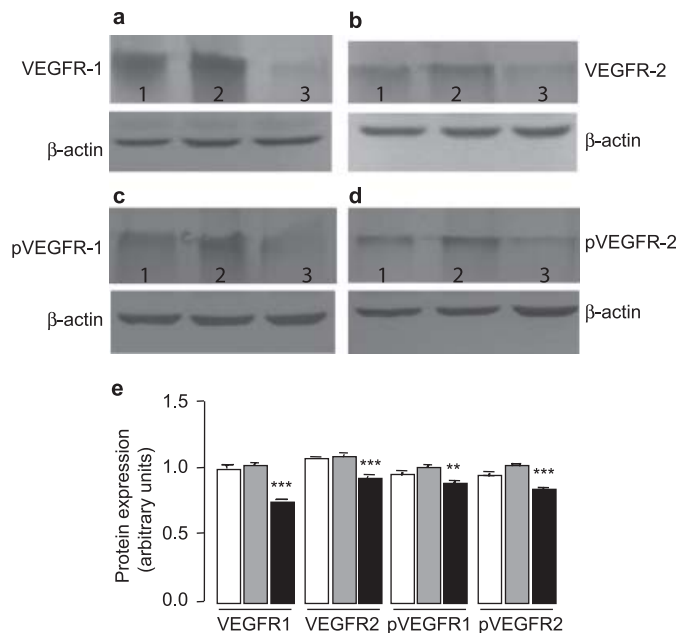 a
b
VEGFR-1
VEGFR-2
1 2 3
1 2 3
β-actin
β-actin
c
d
pVEGFR-1
pVEGFR-2
1 2 3
1 2 3
β-actin
β-actin
e
Protein expression
(arbitrary units)
1.5
1.0
0.5
0.0
*** *** ** ***
VEGFR1 VEGFR2 pVEGFR1 pVEGFR2